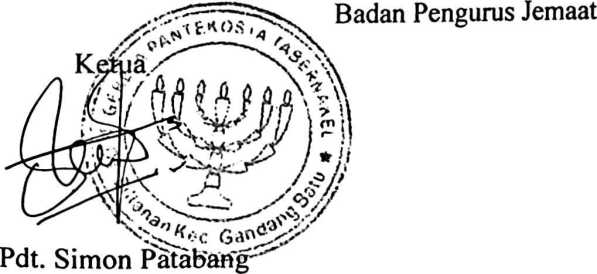 Badan Pengurus Jemaat
Ketua
PANTEKOSTA TABERNAKEL
Kec Gandang Batu
Pdt. Simon Patabang